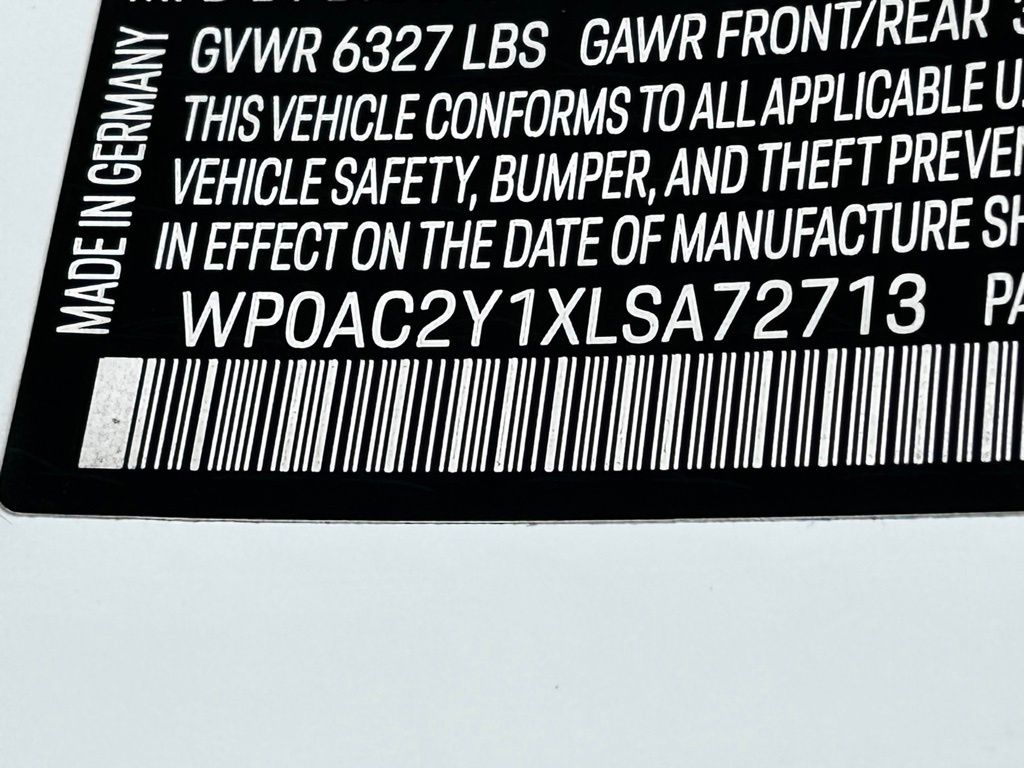 GVWR 6327 LBS GAWR FRONT/REAR
THIS VEHICLE CONFORMS TO ALL APPLICABLE
VEHICLE SAFETY, BUMPER, AND THEFT
IN EFFECT ON THE DATE OF MANUFACTURE
WP0AC2Y1XLSA72713
MADE IN GERMANY